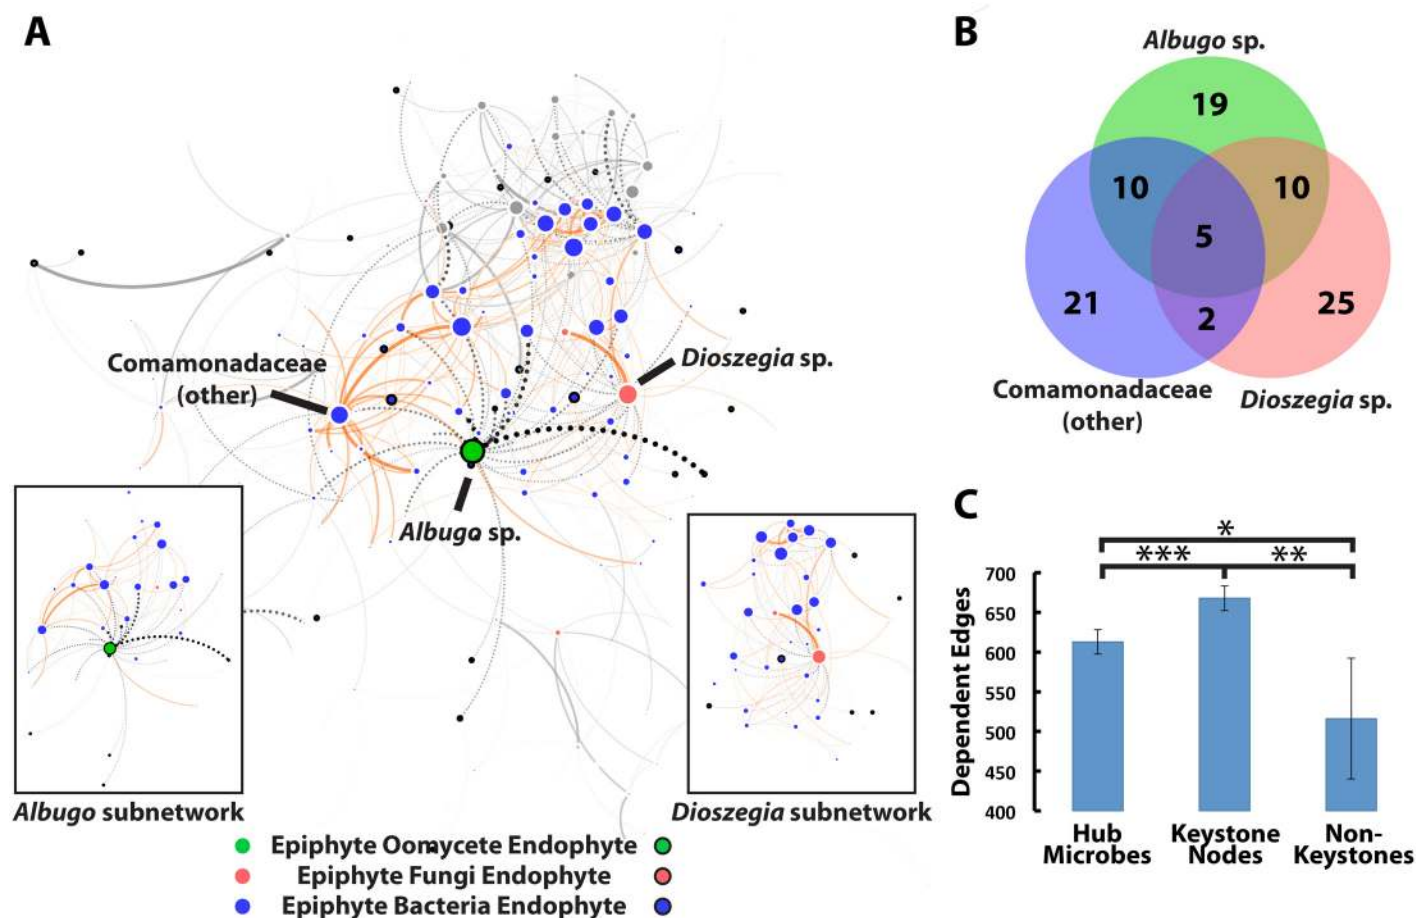 A
Comamonadaceae
(other)
Dioszegia sp.
Albugo sp.
Albugo subnetwork
Dioszegia subnetwork
Epiphyte Oomycete Endophyte
Epiphyte Fungi Endophyte
Epiphyte Bacteria Endophyte
B
Albugo sp.
19
10
10
5
21
2
25
Comamonadaceae
(other)
Dioszegia sp.
C
*
***
**
Dependent Edges
700
650
600
550
500
450
400
Hub
Microbes
Keystone
Nodes
Non-
Keystones